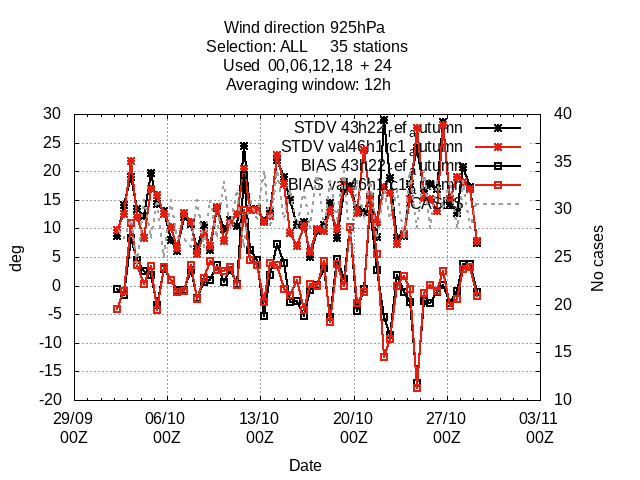 Wind direction 925hPa
Selection: ALL 35 stations
Used 00,06,12,18 + 24
Averaging window: 12h
30 40
STDV 43h22_ref_autumn
25
STDV val46h1rc1_autumn
35
BIAS 43h22_ref_autumn
20
BIAS val46h1rc1_autumn
15
CASES
30
10
5
25
0
-5
20
-10
15
-15
-20 10
deg
No cases
29/09 06/10 13/10 20/10 27/10 03/11
00Z 00Z 00Z 00Z 00Z 00Z
Date